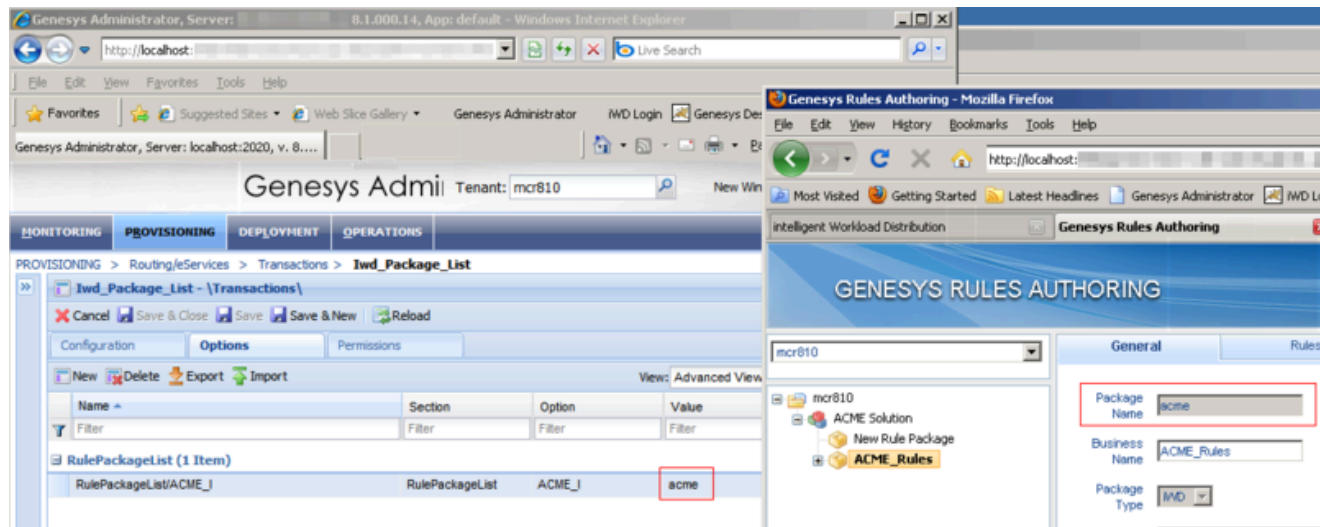 Genesys Administrator, Server: 8.1.000.14, App: default - Windows Internet Explorer
http://localhost:
Live Search
File Edit View Favorites Tools Help
Favorites Suggested Sites Web Slice Gallery Genesys Administrator iWD Login Genesys Des
Genesys Administrator, Server: localhost:2020, v. 8....
Genesys Admi Tenant: mcr810 New Win
MONITORING PROVISIONING DEPLOYMENT OPERATIONS
PROVISIONING > Routing/eServices > Transactions > Iwd_Package_List
Iwd_Package_List - \Transactions\
Cancel Save & Close Save Save & New Reload
Configuration Options Permissions
New Delete Export Import View: Advanced View
Name Section Option Value
Filter Filter Filter Filter
RulePackageList (1 Item)
RulePackageList/ACME_I RulePackageList ACME_I acme
Genesys Rules Authoring - Mozilla Firefox
File Edit View History Bookmarks Tools Help
http://localhost:
Most Visited Getting Started Latest Headlines Genesys Administrator iWD Lo
intelligent Workload Distribution Genesys Rules Authoring
GENESYS RULES AUTHORING
mcr810 General Rules
mcr810
ACME Solution
New Rule Package
ACME_Rules
Package Name acme
Business Name ACME_Rules
Package Type iWD